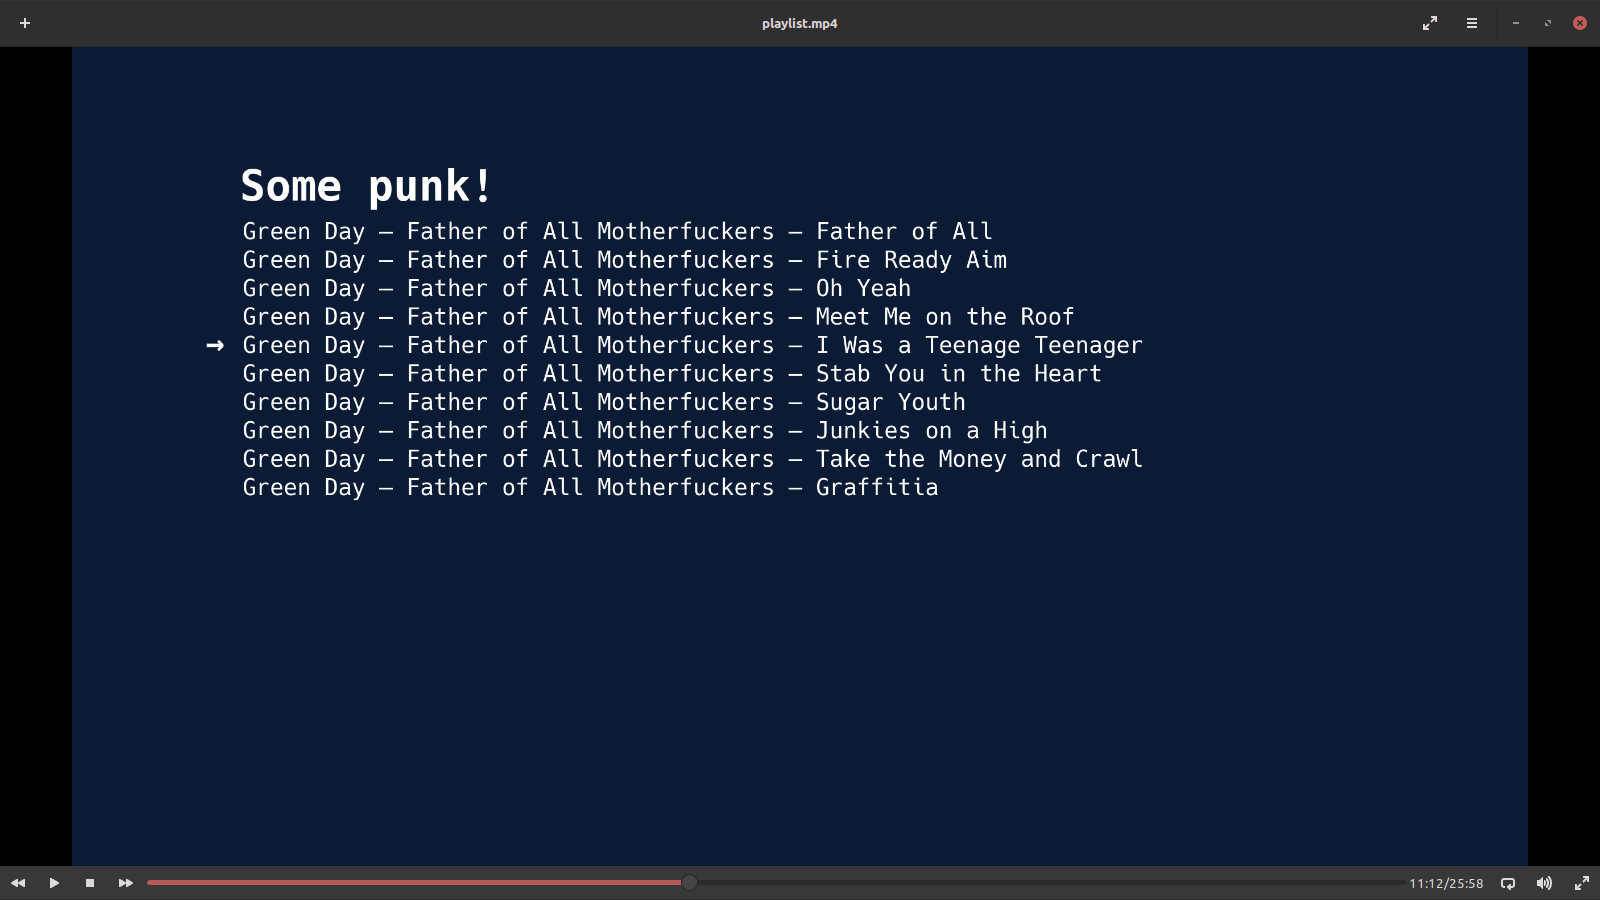 playlist.mp4
Some punk!
Green Day – Father of All Motherfuckers – Father of All
Green Day – Father of All Motherfuckers – Fire Ready Aim
Green Day – Father of All Motherfuckers – Oh Yeah
Green Day – Father of All Motherfuckers – Meet Me on the Roof
→ Green Day – Father of All Motherfuckers – I Was a Teenage Teenager
Green Day – Father of All Motherfuckers – Stab You in the Heart
Green Day – Father of All Motherfuckers – Sugar Youth
Green Day – Father of All Motherfuckers – Junkies on a High
Green Day – Father of All Motherfuckers – Take the Money and Crawl
Green Day – Father of All Motherfuckers – Graffitia
11:12/25:58